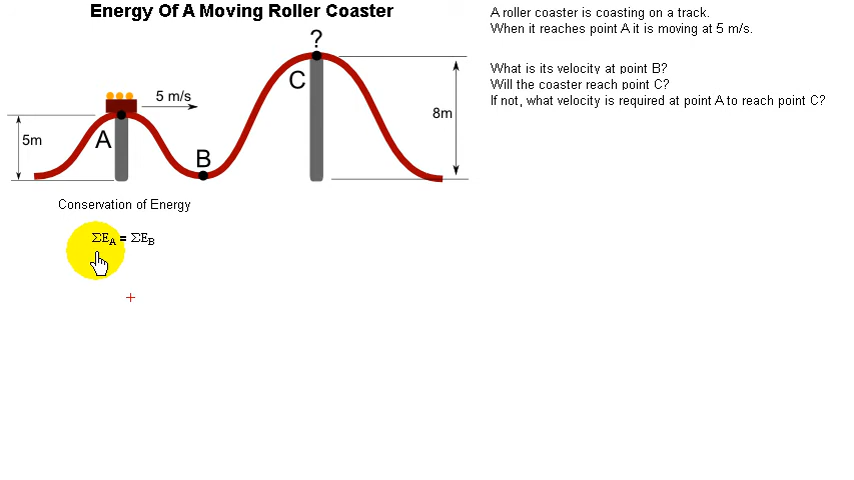 Energy Of A Moving Roller Coaster
A roller coaster is coasting on a track.
When it reaches point A it is moving at 5 m/s.
What is its velocity at point B?
Will the coaster reach point C?
If not, what velocity is required at point A to reach point C?
?
C
5 m/s
8m
5m
A
B
Conservation of Energy
ΣE_A = ΣE_B